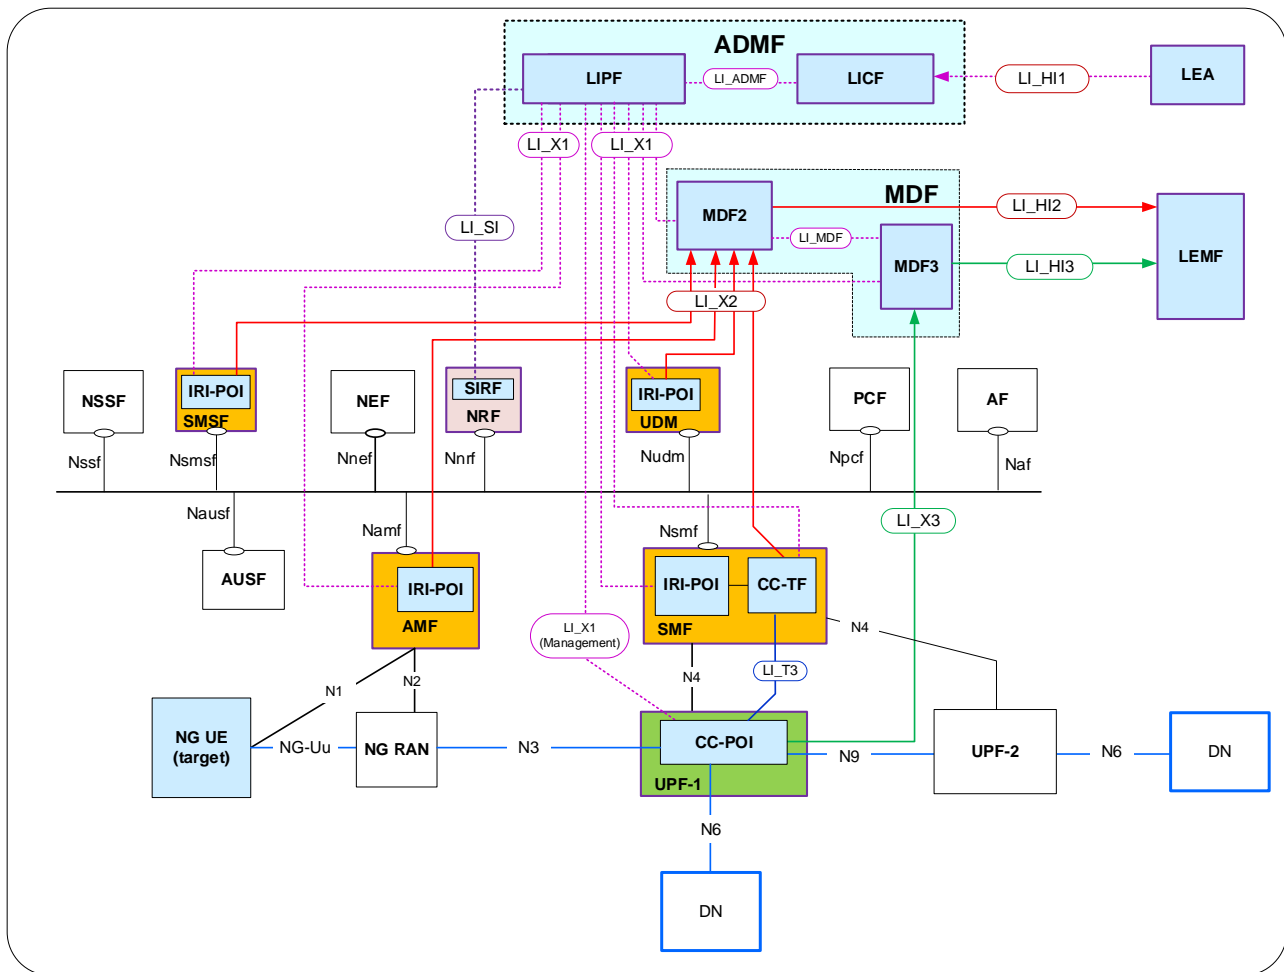 ADMF
LIPF
LI_ADMF
LICF
LI_HI1
LEA
LI_X1
LI_X1
MDF
MDF2
LI_HI2
LI_SI
LI_MDF
MDF3
LI_HI3
LEMF
LI_X2
NSSF
IRI-POI
SMSF
NEF
SIRF
NRF
IRI-POI
UDM
PCF
AF
Nssf
Nsmsf
Nnef
Nnrf
Nudm
Npcf
Naf
Nausf
Namf
Nsmf
LI_X3
AUSF
IRI-POI
AMF
IRI-POI
CC-TF
SMF
LI_X1
(Management)
N4
N4
LI_T3
N1
N2
NG UE
(target)
NG-Uu
NG RAN
N3
CC-POI
UPF-1
N9
UPF-2
N6
DN
N6
DN